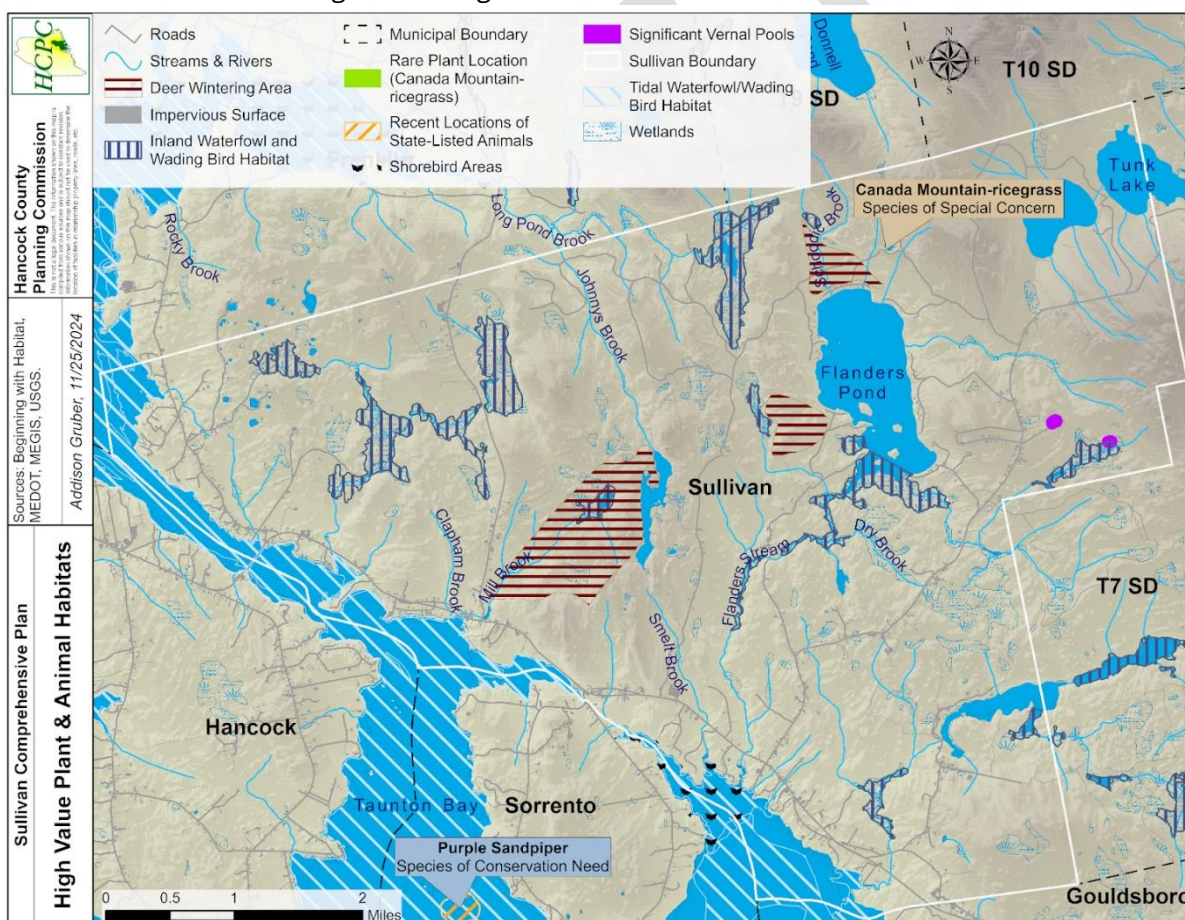 HCPC
Hancock County
Planning Commission
Sources: Beginning with Habitat,
MEDOT, MEGIS, USGS.
Addison Gruber, 11/25/2024
Sullivan Comprehensive Plan
High Value Plant & Animal Habitats
Roads
Streams & Rivers
Deer Wintering Area
Impervious Surface
Inland Waterfowl and
Wading Bird Habitat
Municipal Boundary
Rare Plant Location
(Canada Mountain-
ricegrass)
Recent Locations of
State-Listed Animals
Shorebird Areas
Significant Vernal Pools
Sullivan Boundary
Tidal Waterfowl/Wading
Bird Habitat
Wetlands
Donnell
N
W
E
S
T10 SD
SD
Franklin
Tunk
Lake
Canada Mountain-ricegrass
Species of Special Concern
Rocky Brook
Long Pond Brook
Johnnys Brook
Flanders
Pond
Sullivan
Clapham Brook
Mill Brook
Flanders Stream
Dry Brook
Smelt Brook
T7 SD
Hancock
Taunton Bay
Sorrento
Purple Sandpiper
Species of Conservation Need
Gouldsboro
0
0.5
1
2
Miles